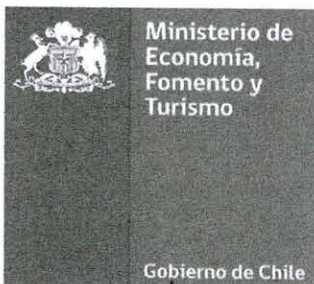 Ministerio de
Economía,
Fomento y
Turismo
Gobierno de Chile